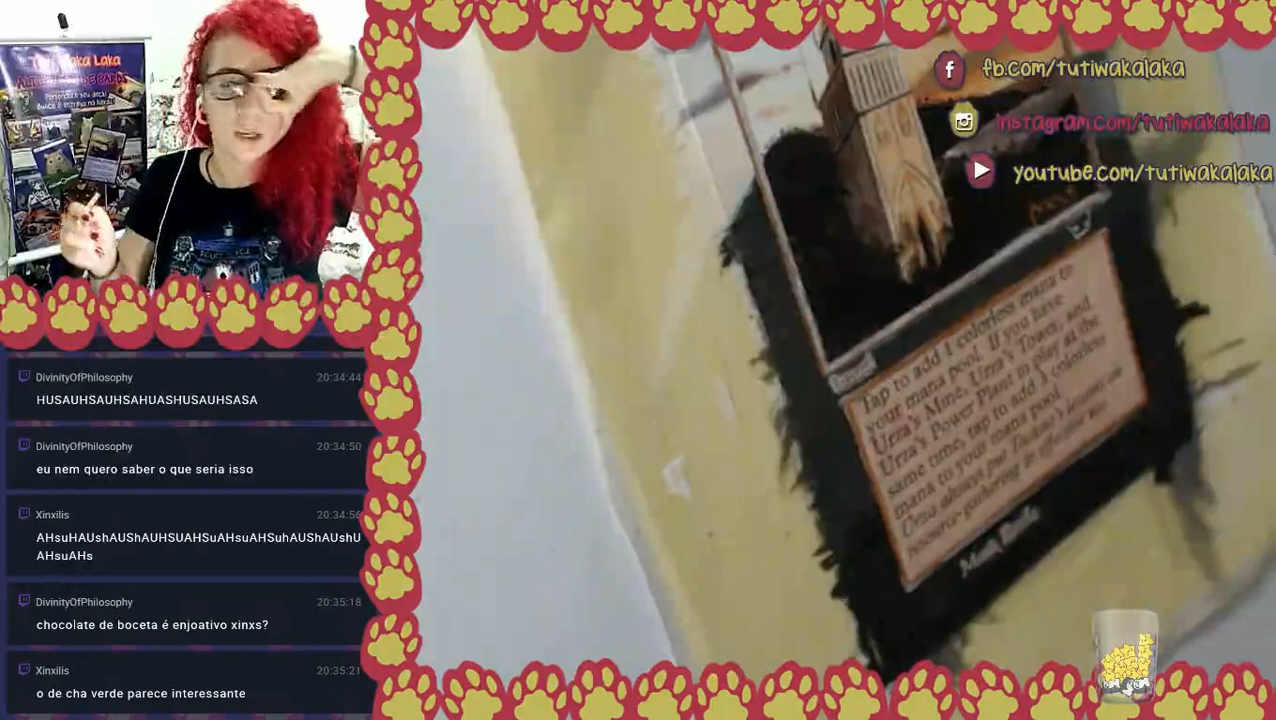 fb.com/tutiwakalaka
instagram.com/tutiwakalaka
youtube.com/tutiwakalaka
Tap to add 1 colorless mana to
your mana pool. If you have
Urza's Mine, Urza's Tower, and
Urza's Power Plant in play at the
same time, tap to add 3 colorless
mana to your mana pool.
DivinityOfPhilosophy 20:34:44
HUSAUHSAUHSAHUASHUSAUHSASA
DivinityOfPhilosophy 20:34:50
eu nem quero saber o que seria isso
Xinxilis 20:34:56
AHsuHAUshAUShAUHSUAHSuAHsuAHSuhAUShAUshU
AHsuAHs
DivinityOfPhilosophy 20:35:18
chocolate de boceta é enjoativo xinxs?
Xinxilis 20:35:21
o de cha verde parece interessante